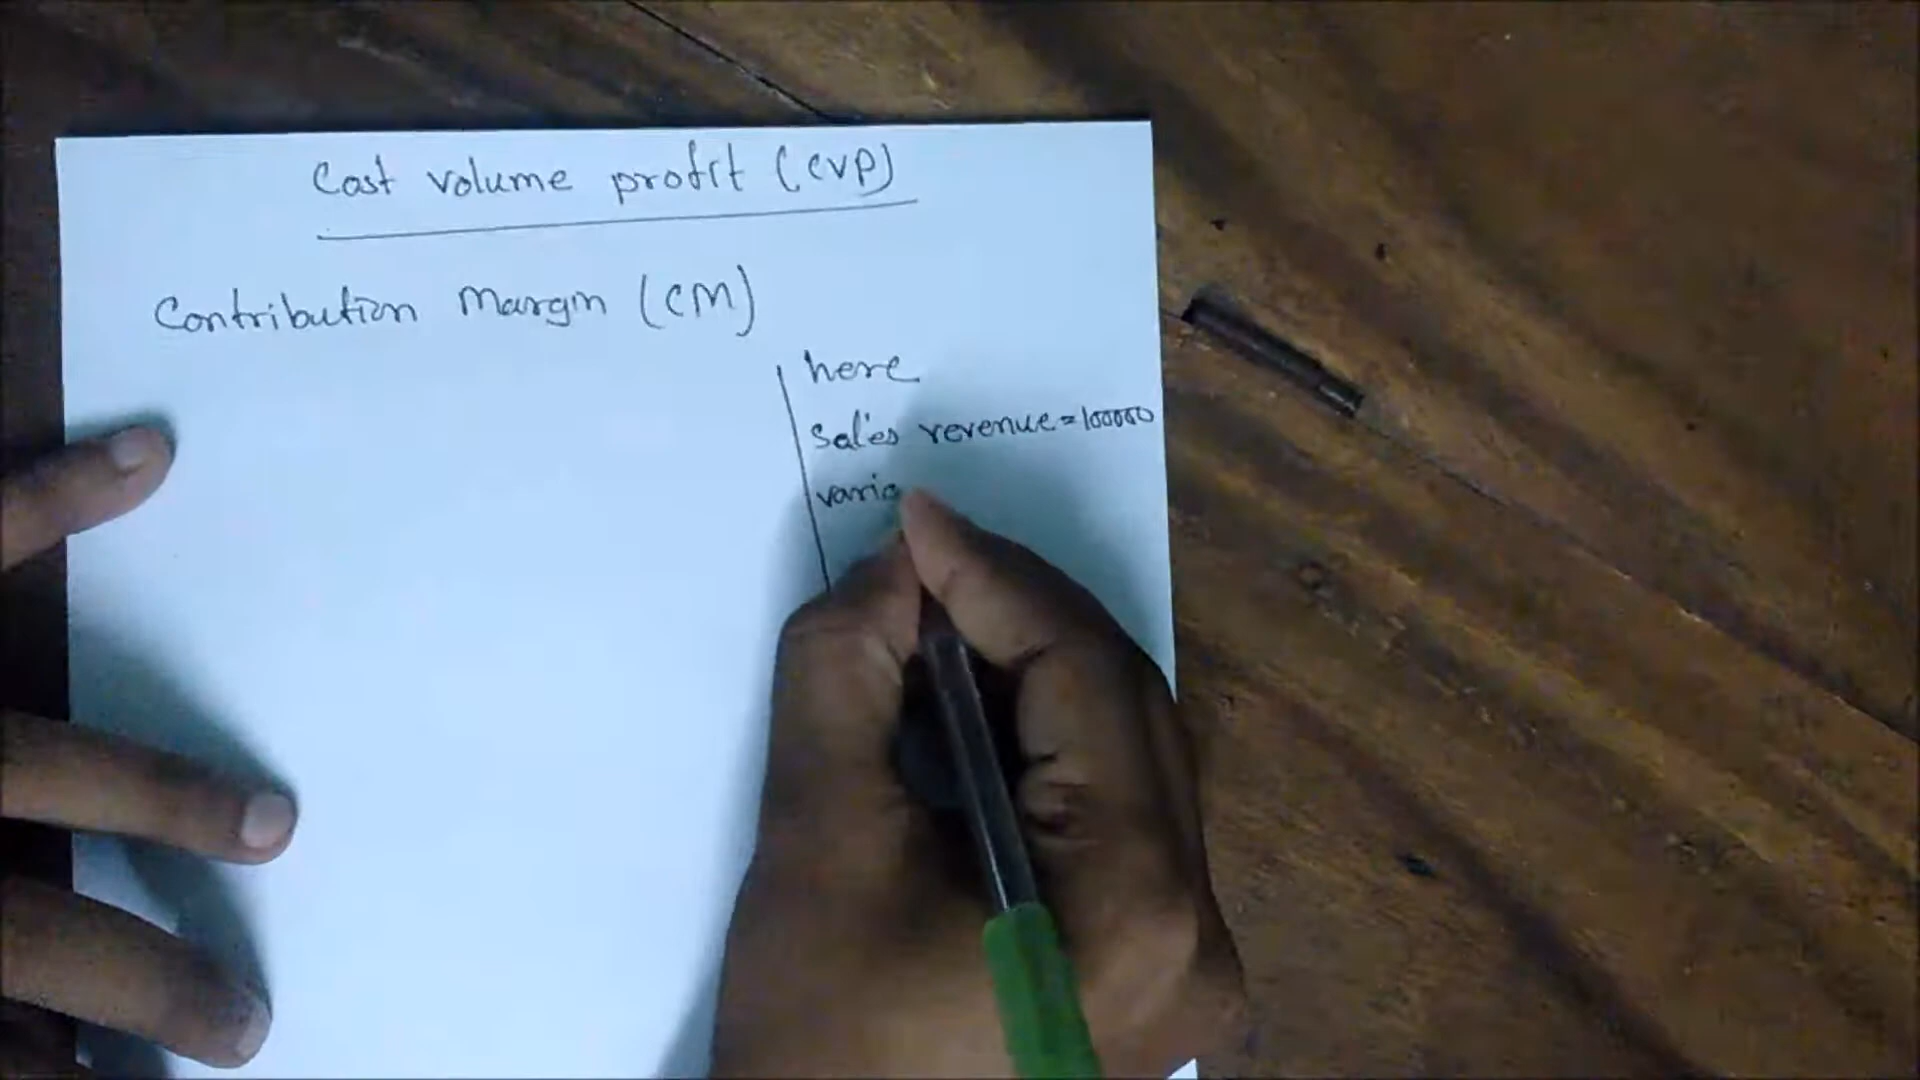 Cost volume profit (CVP)
Contribution Margin (CM)
here
sales revenue = 100000
varia